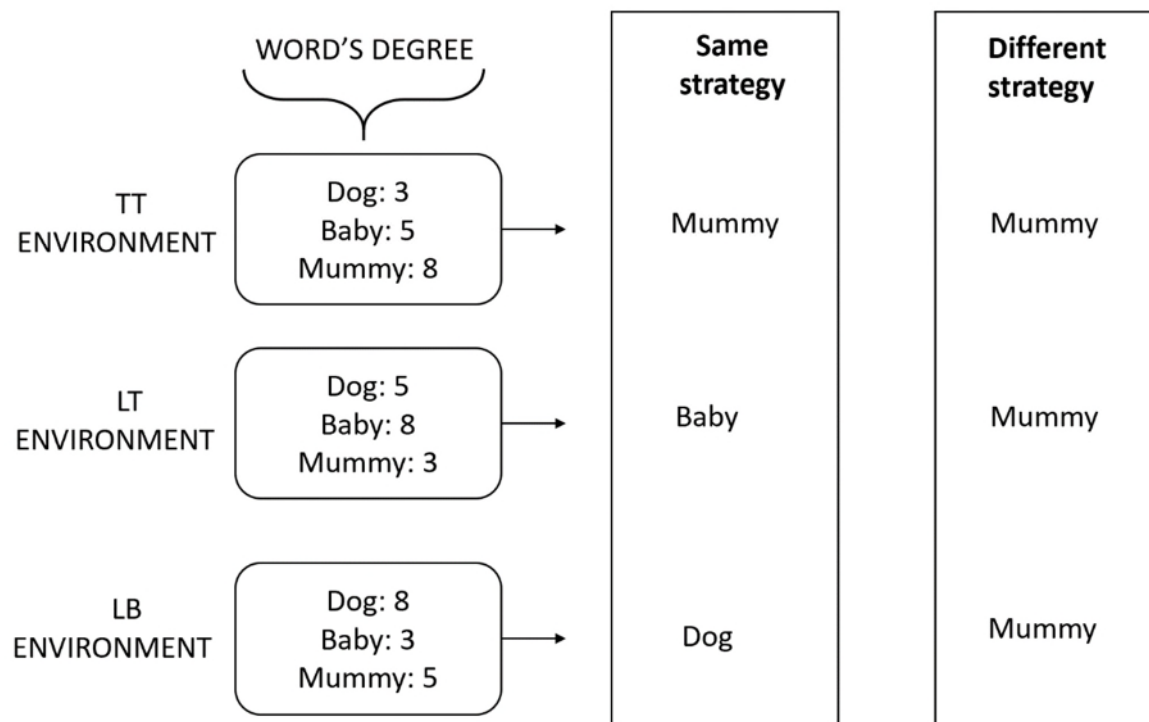 WORD'S DEGREE
Same
strategy
Different
strategy
TT
ENVIRONMENT
Dog: 3
Baby: 5
Mummy: 8
Mummy
Mummy
LT
ENVIRONMENT
Dog: 5
Baby: 8
Mummy: 3
Baby
Mummy
LB
ENVIRONMENT
Dog: 8
Baby: 3
Mummy: 5
Dog
Mummy